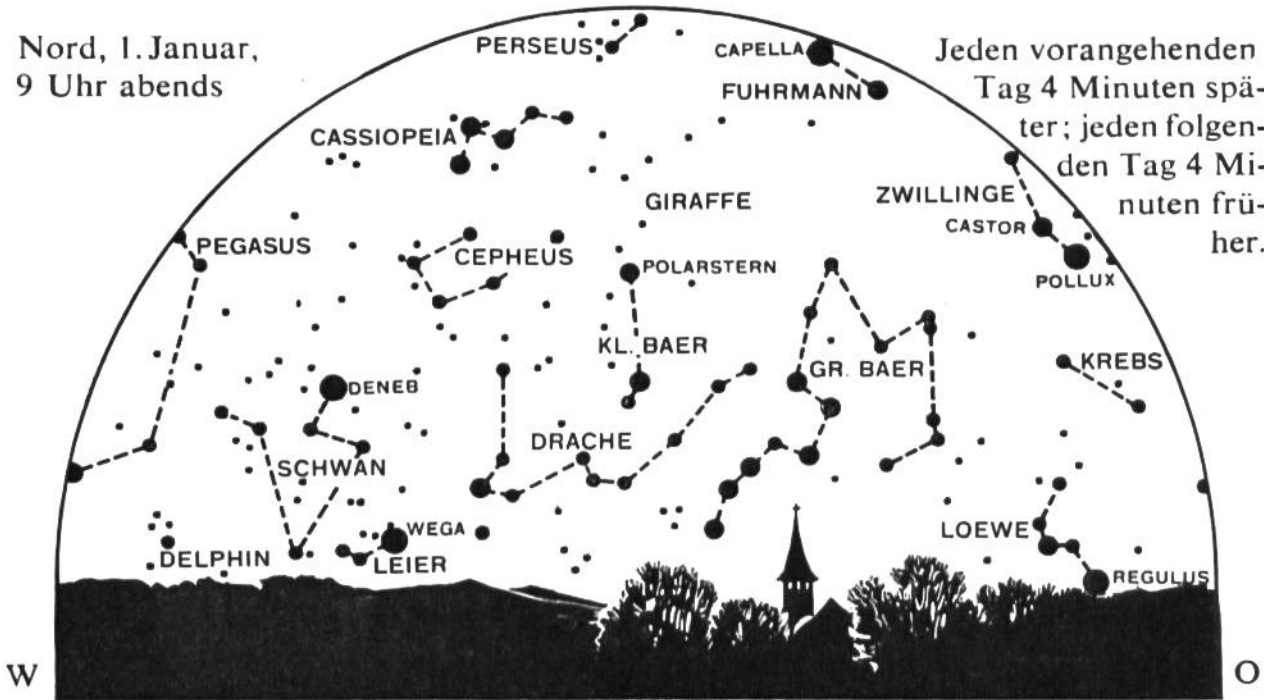 Nord, 1. Januar,
9 Uhr abends
Jeden vorangehenden
Tag 4 Minuten spä-
ter; jeden folgen-
den Tag 4 Mi-
nuten frü-
her.
PERSEUS
CAPELLA
FUHRMANN
CASSIOPEIA
GIRAFFE
ZWILLINGE
CASTOR
POLLUX
PEGASUS
CEPHEUS
POLARSTERN
KL. BAER
GR. BAER
KREBS
DENEB
SCHWAN
DRACHE
WEGA
LEIER
DELPHIN
LOEWE
REGULUS
W
O